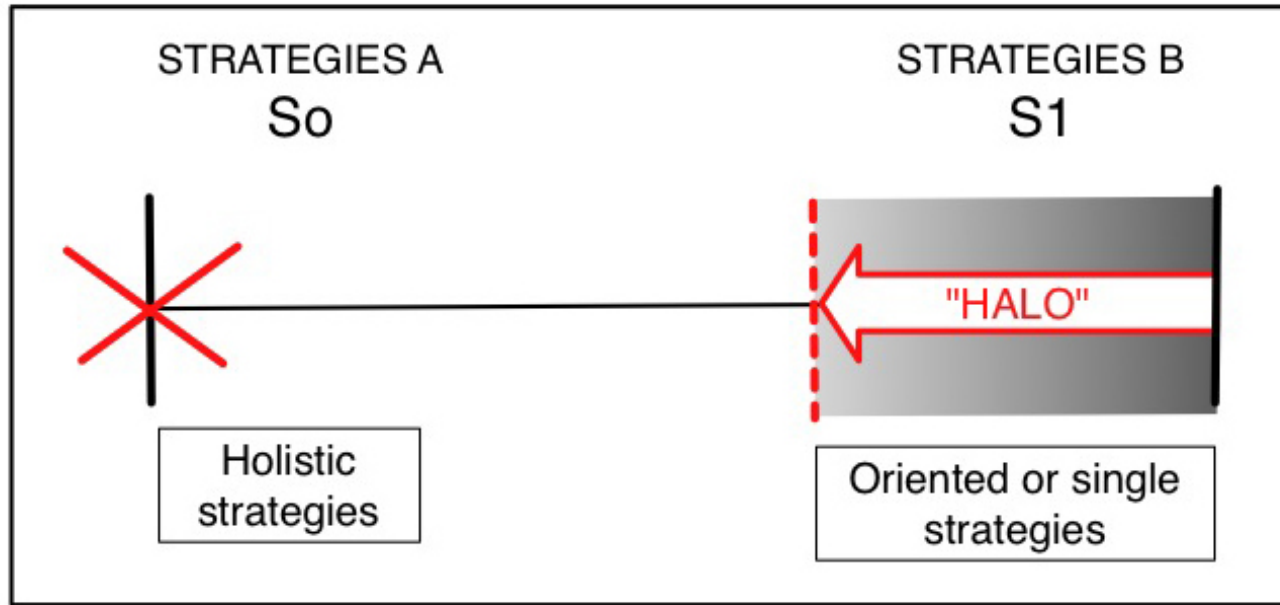 STRATEGIES A
So
STRATEGIES B
S1
"HALO"
Holistic
strategies
Oriented or single
strategies